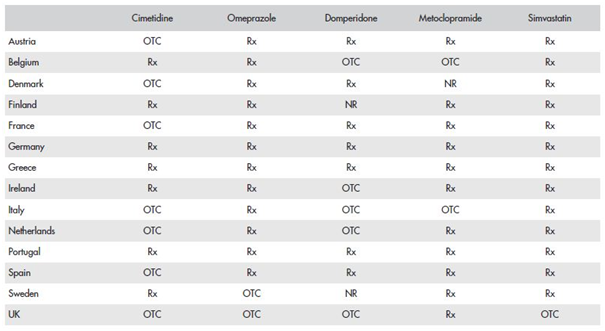 Cimetidine Omeprazole Domperidone Metoclopramide Simvastatin
Austria OTC Rx Rx Rx Rx
Belgium Rx Rx OTC OTC Rx
Denmark OTC Rx Rx NR Rx
Finland Rx Rx NR Rx Rx
France OTC Rx Rx Rx Rx
Germany Rx Rx Rx Rx Rx
Greece Rx Rx Rx Rx Rx
Ireland Rx Rx OTC Rx Rx
Italy OTC Rx OTC OTC Rx
Netherlands OTC Rx OTC Rx Rx
Portugal Rx Rx Rx Rx Rx
Spain OTC Rx Rx Rx Rx
Sweden Rx OTC NR Rx Rx
UK OTC OTC OTC Rx OTC